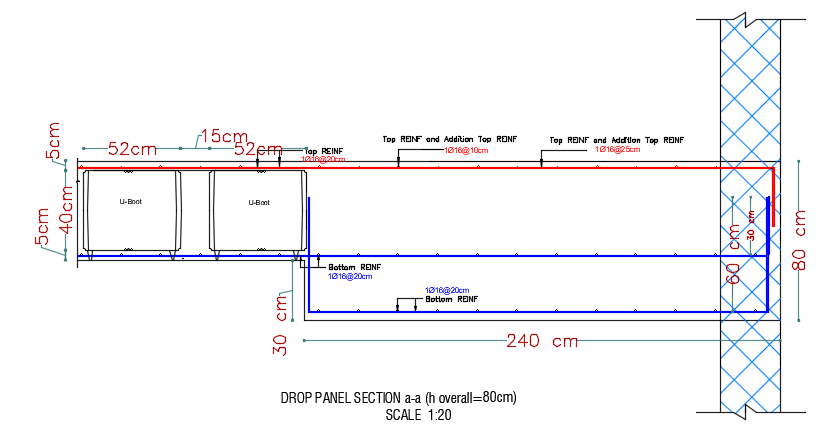 5cm
52cm
15cm
52cm
Top REINF
1Ø16@20cm
Top REINF and Addition Top REINF
1Ø16@10cm
Top REINF and Addition Top REINF
1Ø16@25cm
40cm
U-Boot
U-Boot
5cm
Bottom REINF
1Ø16@20cm
1Ø16@20cm
Bottom REINF
30 cm
60 cm
30 cm
80 cm
240 cm
DROP PANEL SECTION a-a (h overall=80cm)
SCALE 1:20